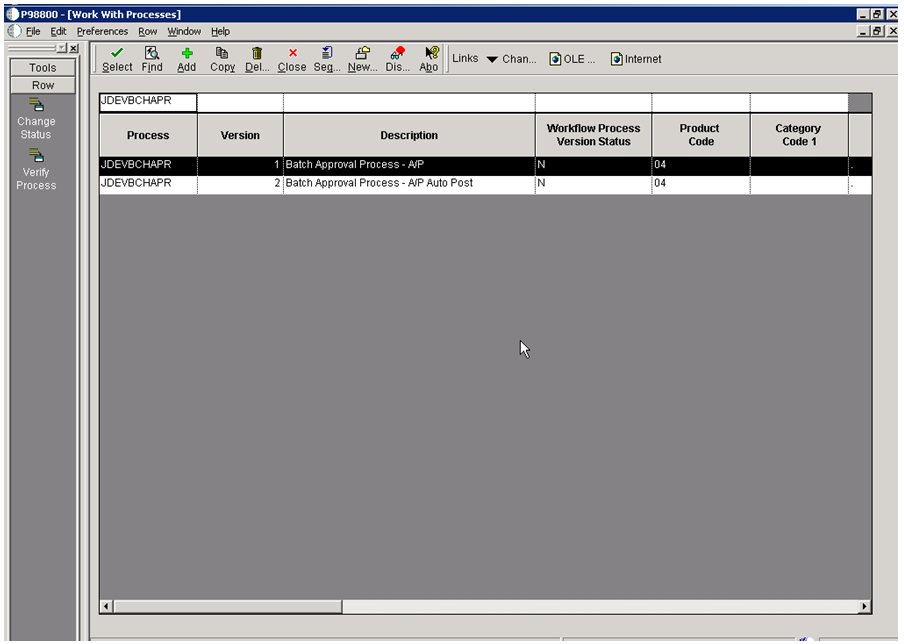 P98800 - [Work With Processes]
File Edit Preferences Row Window Help
Tools
Row
Change
Status
Verify
Process
Select Find Add Copy Del... Close Seq... New... Dis... Abo
Links Chan... OLE ... Internet
JDEVBCHAPR
Process Version Description Workflow Process Version Status Product Code Category Code 1
JDEVBCHAPR 1 Batch Approval Process - A/P N 04 .
JDEVBCHAPR 2 Batch Approval Process - A/P Auto Post N 04 .